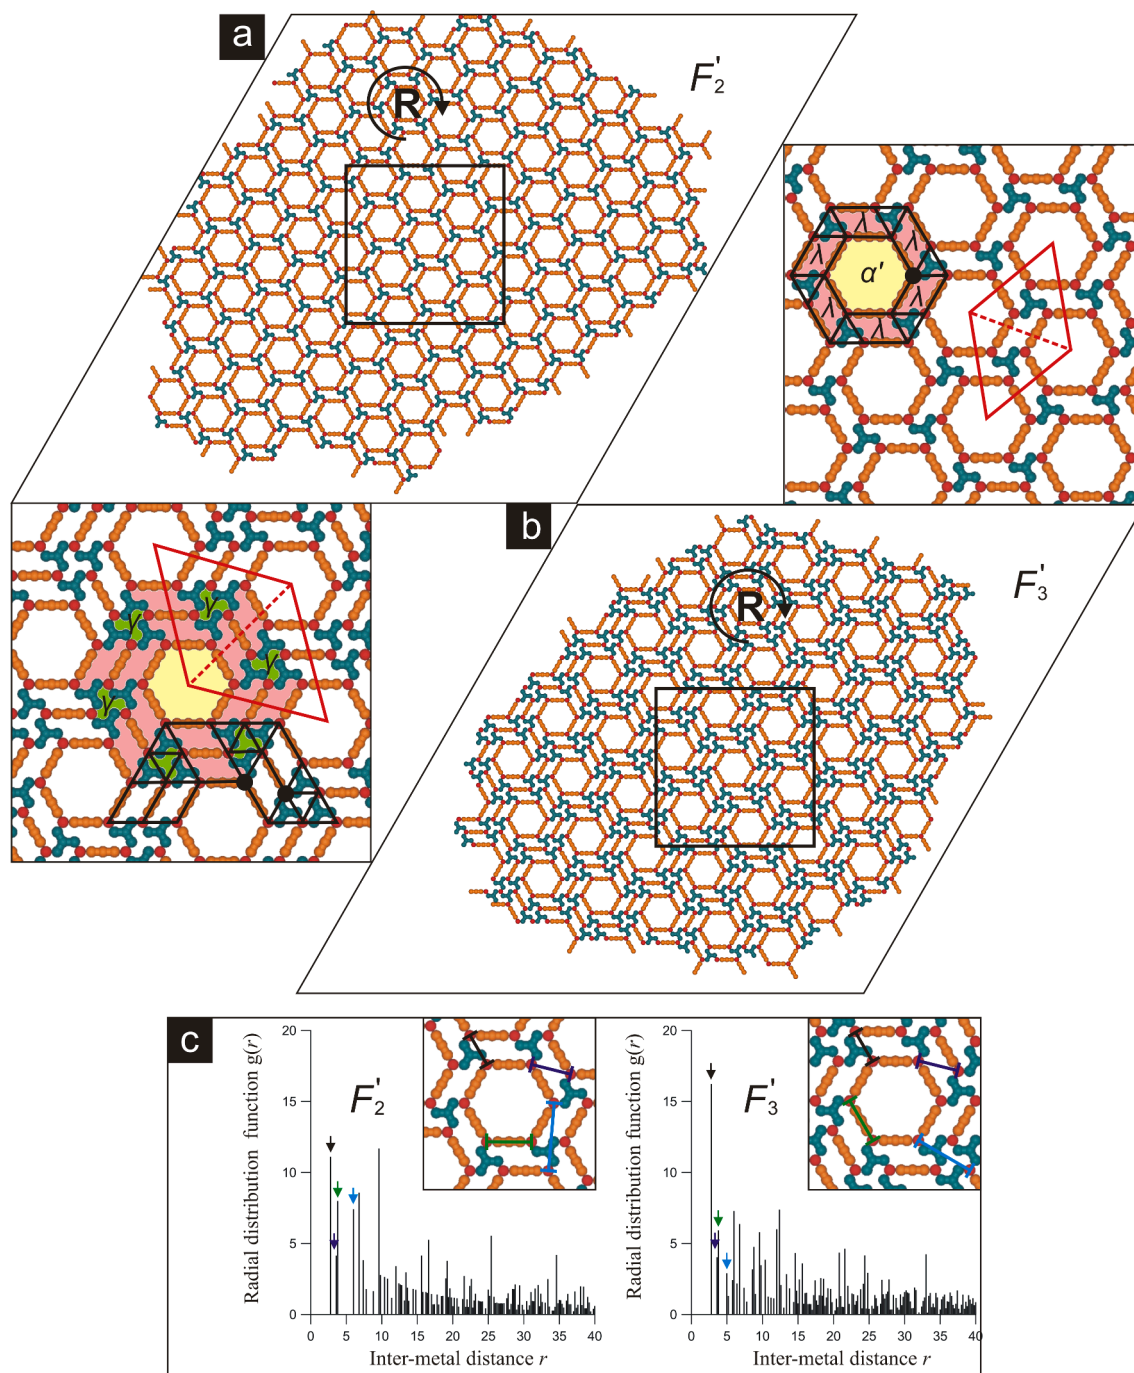 a
F'₂
R
λ
λ λ
α'
λ λ
λ
b
F'₃
R
γ
γ
γ
γ
c
Radial distribution function g(r)
20
15
10
5
0
F'₂
0 5 10 15 20 25 30 35 40
Inter-metal distance r
Radial distribution function g(r)
20
15
10
5
0
F'₃
0 5 10 15 20 25 30 35 40
Inter-metal distance r